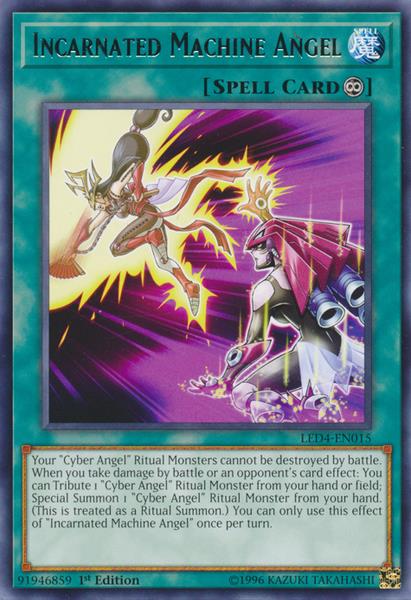 INCARNATED MACHINE ANGEL
SPELL
魔
[SPELL CARD]
LED4-EN015
Your "Cyber Angel" Ritual Monsters cannot be destroyed by battle.
When you take damage by battle or an opponent's card effect: You
can Tribute 1 "Cyber Angel" Ritual Monster from your hand or field;
Special Summon 1 "Cyber Angel" Ritual Monster from your hand.
(This is treated as a Ritual Summon.) You can only use this effect
of "Incarnated Machine Angel" once per turn.
91946859 1st Edition ©1996 KAZUKI TAKAHASHI